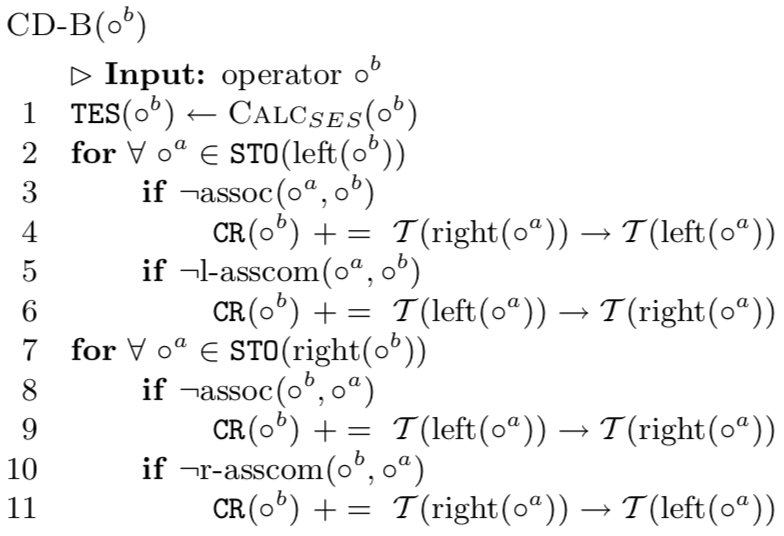 CD-B(∘ᵇ)
▷ Input: operator ∘ᵇ
1 TES(∘ᵇ) ← CALC_SES(∘ᵇ)
2 for ∀ ∘ᵃ ∈ STO(left(∘ᵇ))
3 if ¬assoc(∘ᵃ, ∘ᵇ)
4 CR(∘ᵇ) + = 𝒯(right(∘ᵃ)) → 𝒯(left(∘ᵃ))
5 if ¬l-asscom(∘ᵃ, ∘ᵇ)
6 CR(∘ᵇ) + = 𝒯(left(∘ᵃ)) → 𝒯(right(∘ᵃ))
7 for ∀ ∘ᵃ ∈ STO(right(∘ᵇ))
8 if ¬assoc(∘ᵇ, ∘ᵃ)
9 CR(∘ᵇ) + = 𝒯(left(∘ᵃ)) → 𝒯(right(∘ᵃ))
10 if ¬r-asscom(∘ᵇ, ∘ᵃ)
11 CR(∘ᵇ) + = 𝒯(right(∘ᵃ)) → 𝒯(left(∘ᵃ))